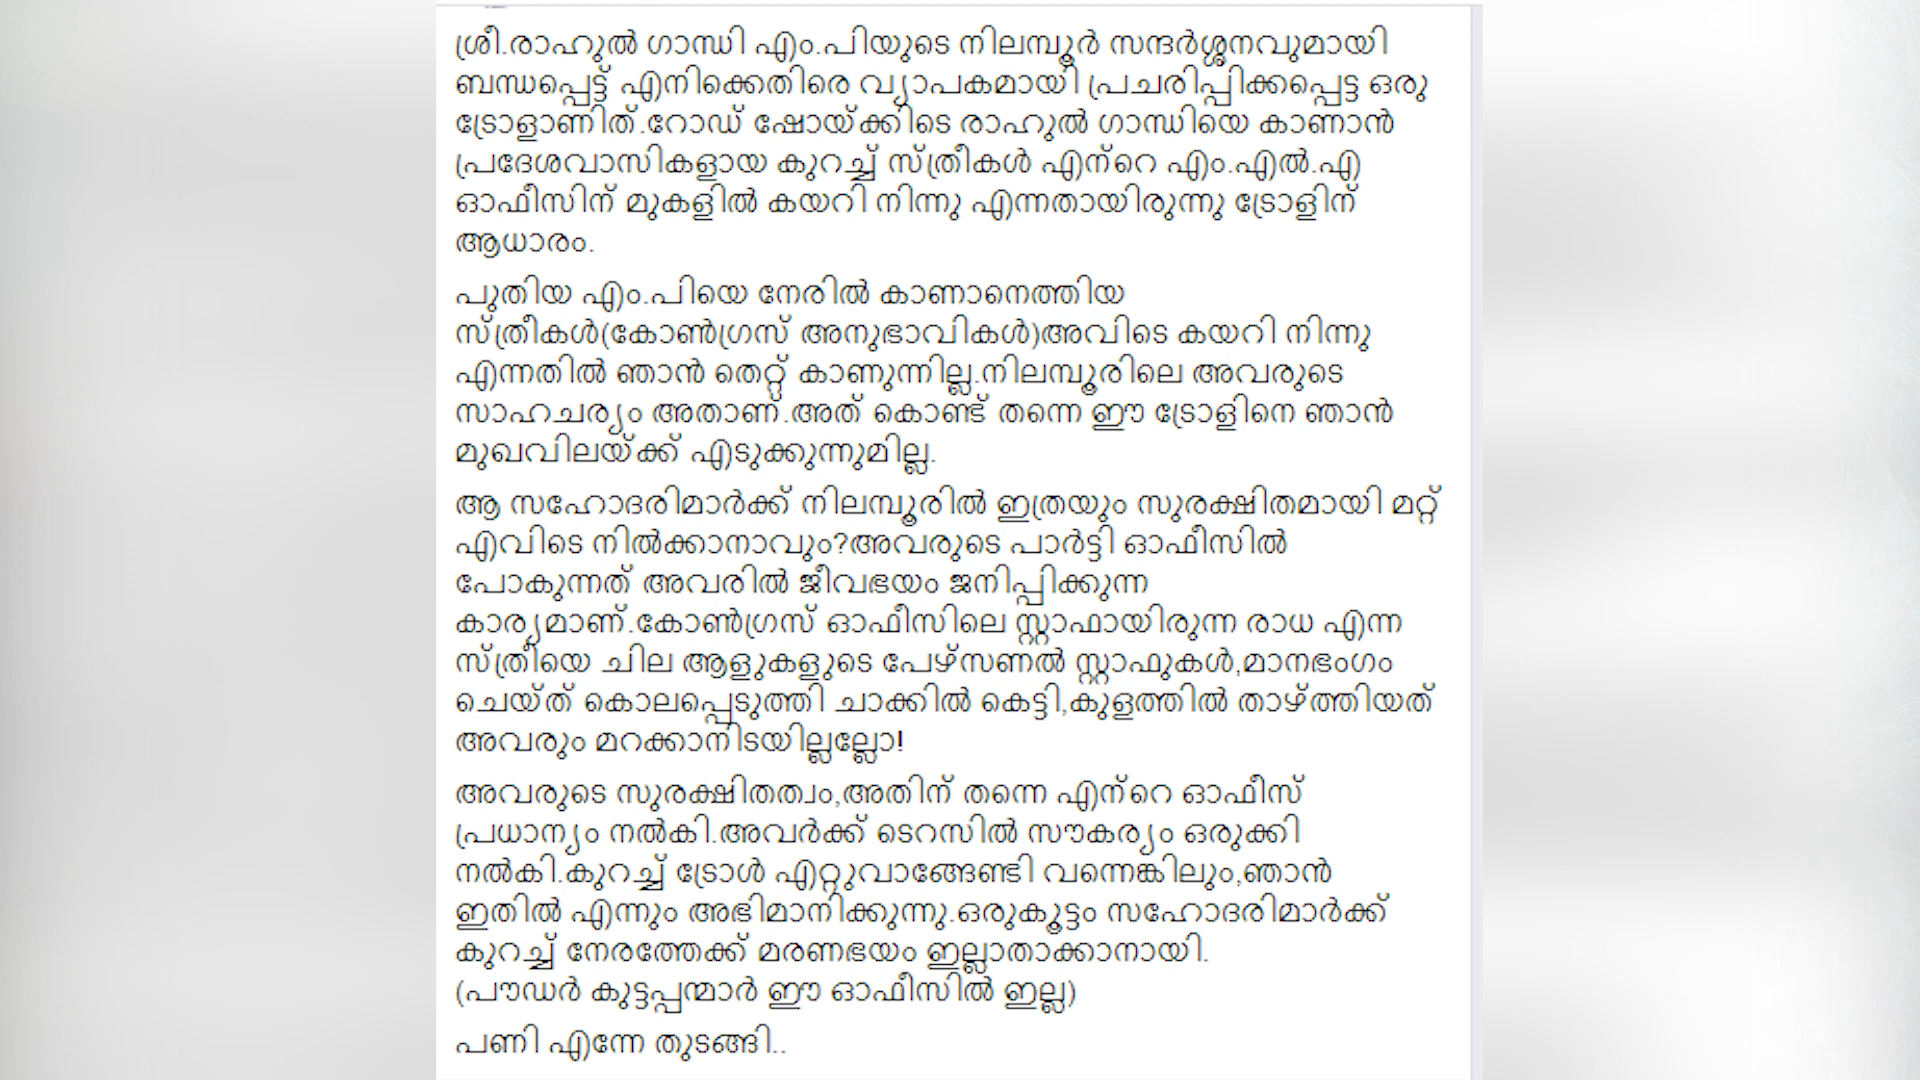 ശ്രീ.രാഹുൽ ഗാന്ധി എം.പിയുടെ നിലമ്പൂർ സന്ദർശ്ശനവുമായി
ബന്ധപ്പെട്ട് എനിക്കെതിരെ വ്യാപകമായി പ്രചരിപ്പിക്കപ്പെട്ട ഒരു
ട്രോളാണിത്.റോഡ് ഷോയ്ക്കിടെ രാഹുൽ ഗാന്ധിയെ കാണാൻ
പ്രദേശവാസികളായ കുറച്ച് സ്ത്രീകൾ എന്റെ എം.എൽ.എ
ഓഫീസിന് മുകളിൽ കയറി നിന്നു എന്നതായിരുന്നു ട്രോളിന്
ആധാരം.
പുതിയ എം.പിയെ നേരിൽ കാണാനെത്തിയ
സ്ത്രീകൾ(കോൺഗ്രസ് അനുഭാവികൾ)അവിടെ കയറി നിന്നു
എന്നതിൽ ഞാൻ തെറ്റ് കാണുന്നില്ല.നിലമ്പൂരിലെ അവരുടെ
സാഹചര്യം അതാണ്.അത് കൊണ്ട് തന്നെ ഈ ട്രോളിനെ ഞാൻ
മുഖവിലയ്ക്ക് എടുക്കുന്നുമില്ല.
ആ സഹോദരിമാർക്ക് നിലമ്പൂരിൽ ഇത്രയും സുരക്ഷിതമായി മറ്റ്
എവിടെ നിൽക്കാനാവും?അവരുടെ പാർട്ടി ഓഫീസിൽ
പോകുന്നത് അവരിൽ ജീവഭയം ജനിപ്പിക്കുന്ന
കാര്യമാണ്.കോൺഗ്രസ് ഓഫീസിലെ സ്റ്റാഫായിരുന്ന രാധ എന്ന
സ്ത്രീയെ ചില ആളുകളുടെ പേഴ്സണൽ സ്റ്റാഫുകൾ,മാനഭംഗം
ചെയ്ത് കൊലപ്പെടുത്തി ചാക്കിൽ കെട്ടി,കുളത്തിൽ താഴ്ത്തിയത്
അവരും മറക്കാനിടയില്ലല്ലോ!
അവരുടെ സുരക്ഷിതത്വം,അതിന് തന്നെ എന്റെ ഓഫീസ്
പ്രധാന്യം നൽകി.അവർക്ക് ടെറസിൽ സൗകര്യം ഒരുക്കി
നൽകി.കുറച്ച് ട്രോൾ എറ്റുവാങ്ങേണ്ടി വന്നെങ്കിലും,ഞാൻ
ഇതിൽ എന്നും അഭിമാനിക്കുന്നു.ഒരുകൂട്ടം സഹോദരിമാർക്ക്
കുറച്ച് നേരത്തേക്ക് മരണഭയം ഇല്ലാതാക്കാനായി.
(പൗഡർ കുട്ടപ്പന്മാർ ഈ ഓഫീസിൽ ഇല്ല)
പണി എന്നേ തുടങ്ങി..